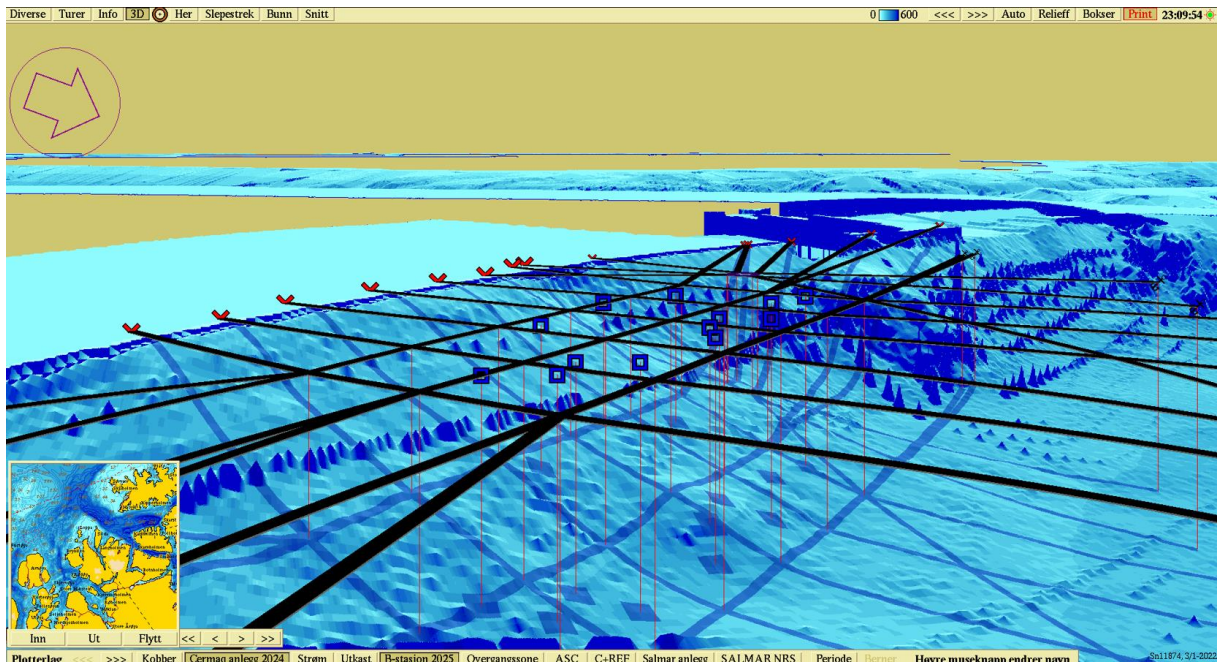 Diverse Turer Info 3D Her Slepestrek Bunn Snitt 0 600 <<< >>> Auto Relieff Bokser Print 23:09:54
Inn Ut Flytt << < > >>
Plotterlag <<< >>> Kobber Cermaq anlegg 2024 Strøm Utkast B-stasjon 2025 Overgangssone ASC C+REF Salmar anlegg SALMAR NRS Periode Berner Høyre museknapp endrer navn
Sn11874, 3/1-2022